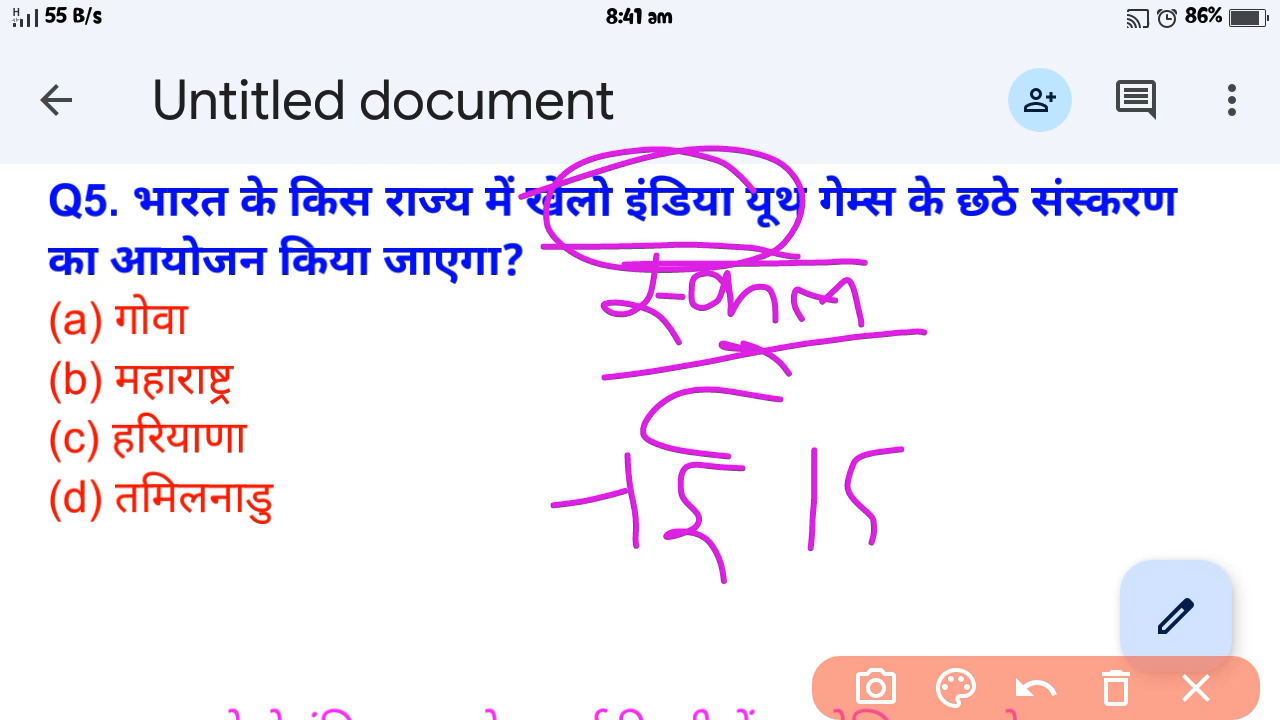 55 B/s 8:41 am 86%
Untitled document
Q5. भारत के किस राज्य में खेलो इंडिया यूथ गेम्स के छठे संस्करण
का आयोजन किया जाएगा?
(a) गोवा
(b) महाराष्ट्र
(c) हरियाणा
(d) तमिलनाडु
स्कूल